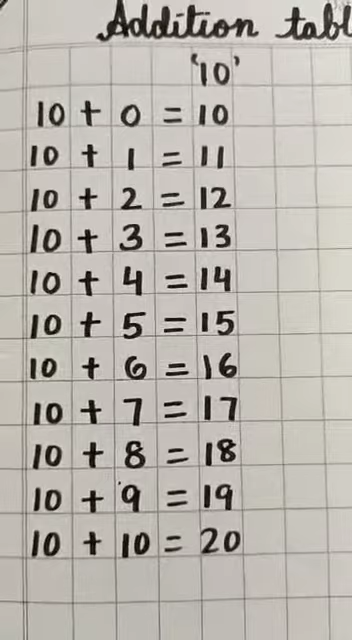 Addition tabl
'10'
10 + 0 = 10
10 + 1 = 11
10 + 2 = 12
10 + 3 = 13
10 + 4 = 14
10 + 5 = 15
10 + 6 = 16
10 + 7 = 17
10 + 8 = 18
10 + 9 = 19
10 + 10 = 20